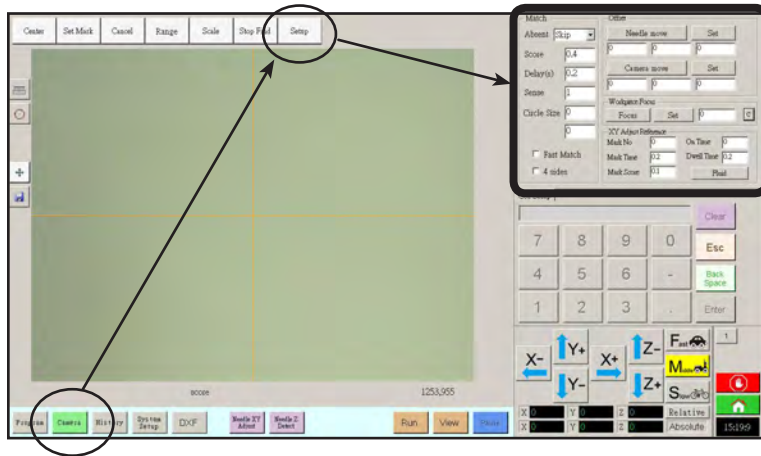 Center Set Mark Cancel Range Scale Stop Find Setup
Match
Absent Skip
Score 0.4
Delay(s) 0.2
Sense 1
Circle Size 0
0
Fast Match
4 sides
Offset
Needle move Set
0 0 0
Camera move Set
0 0 0
Workpiece Focus
Focus Set 0 C
XY Adjust Reference
Mark No 0 On Time 0
Mark Time 0.2 Dwell Time 0.2
Mark Score 0.1 Fluid
Clear
7 8 9 0 Esc
4 5 6 - Back Space
1 2 3 . Enter
X- Y+ X+ Z- Fast 1
Y- Z+ Middle
Slow
score 1253,955
Program Camera History System Setup DXF Needle XY Adjust Needle Z Detect Run View Pause
X 0 Y 0 Z 0 Relative
X 0 Y 0 Z 0 Absolute 15:19:9